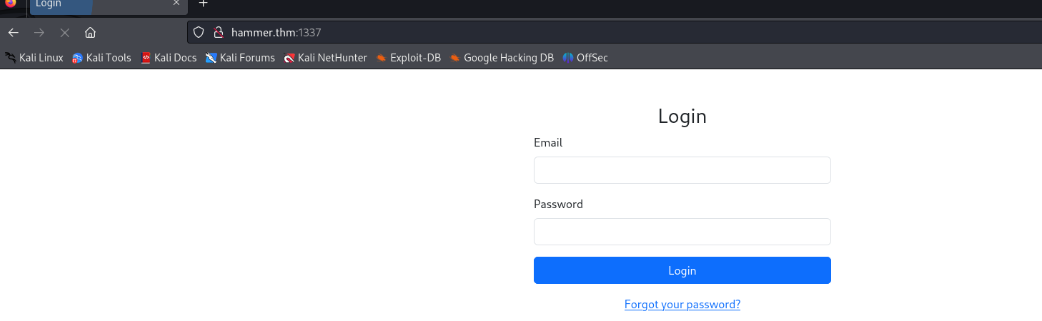 Login
hammer.thm:1337
Kali Linux Kali Tools Kali Docs Kali Forums Kali NetHunter Exploit-DB Google Hacking DB OffSec
Login
Email
Password
Login
Forgot your password?